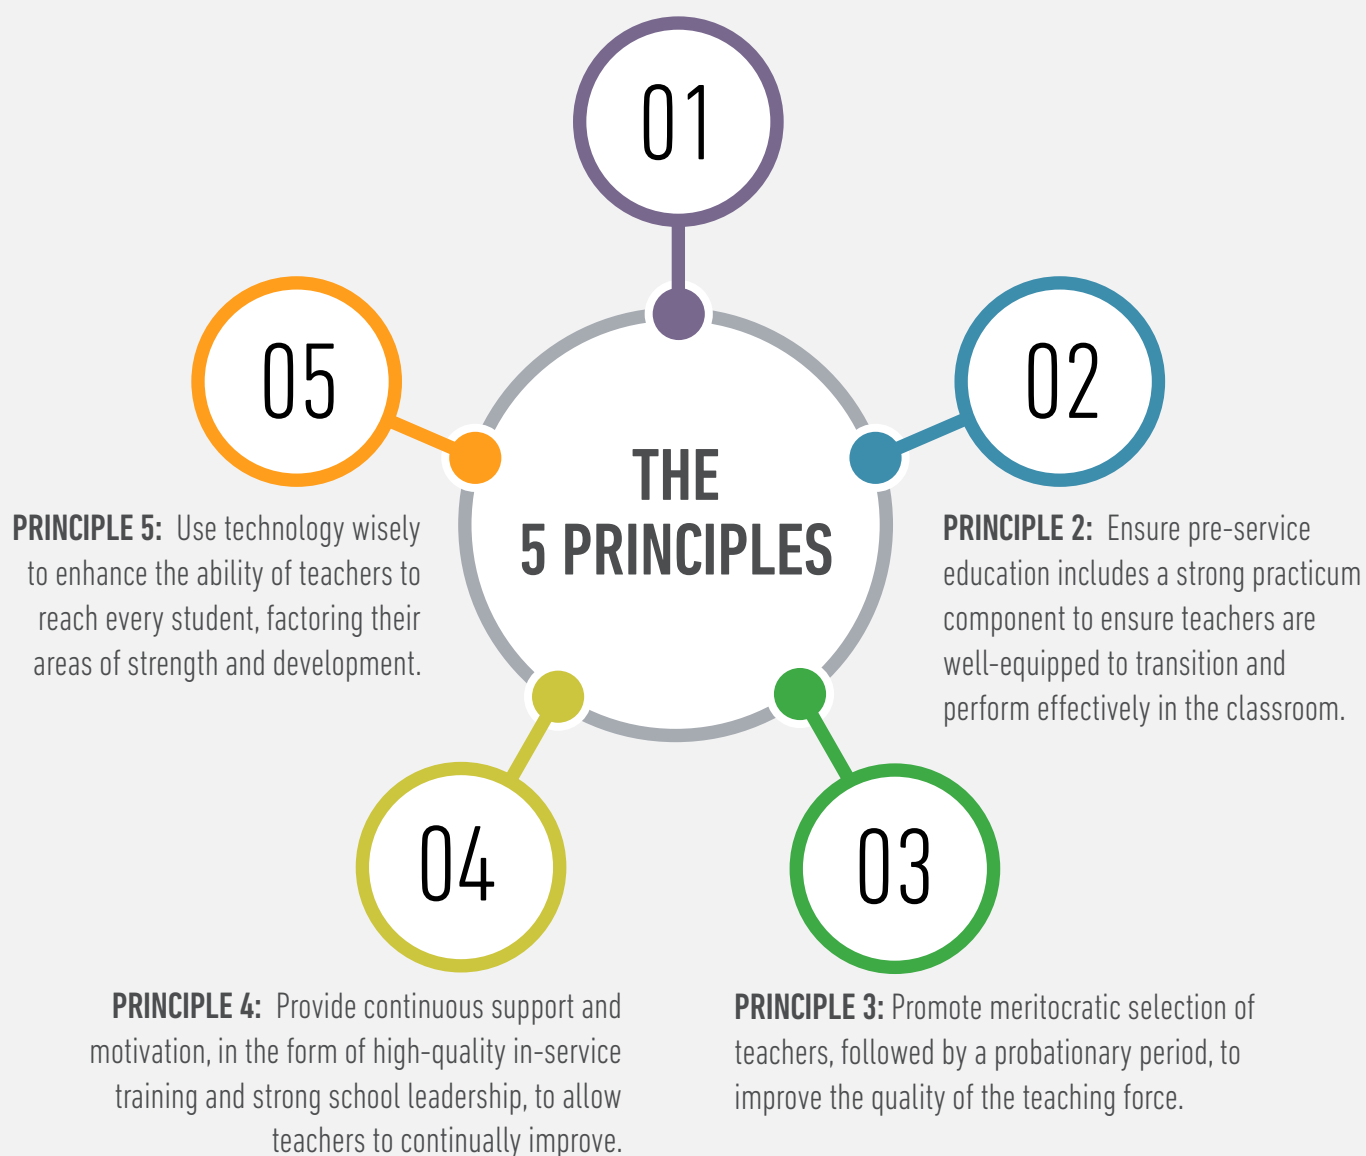 01
02
PRINCIPLE 2: Ensure pre-service
education includes a strong practicum
component to ensure teachers are
well-equipped to transition and
perform effectively in the classroom.
03
PRINCIPLE 3: Promote meritocratic selection of
teachers, followed by a probationary period, to
improve the quality of the teaching force.
04
PRINCIPLE 4: Provide continuous support and
motivation, in the form of high-quality in-service
training and strong school leadership, to allow
teachers to continually improve.
05
PRINCIPLE 5: Use technology wisely
to enhance the ability of teachers to
reach every student, factoring their
areas of strength and development.
THE
5 PRINCIPLES